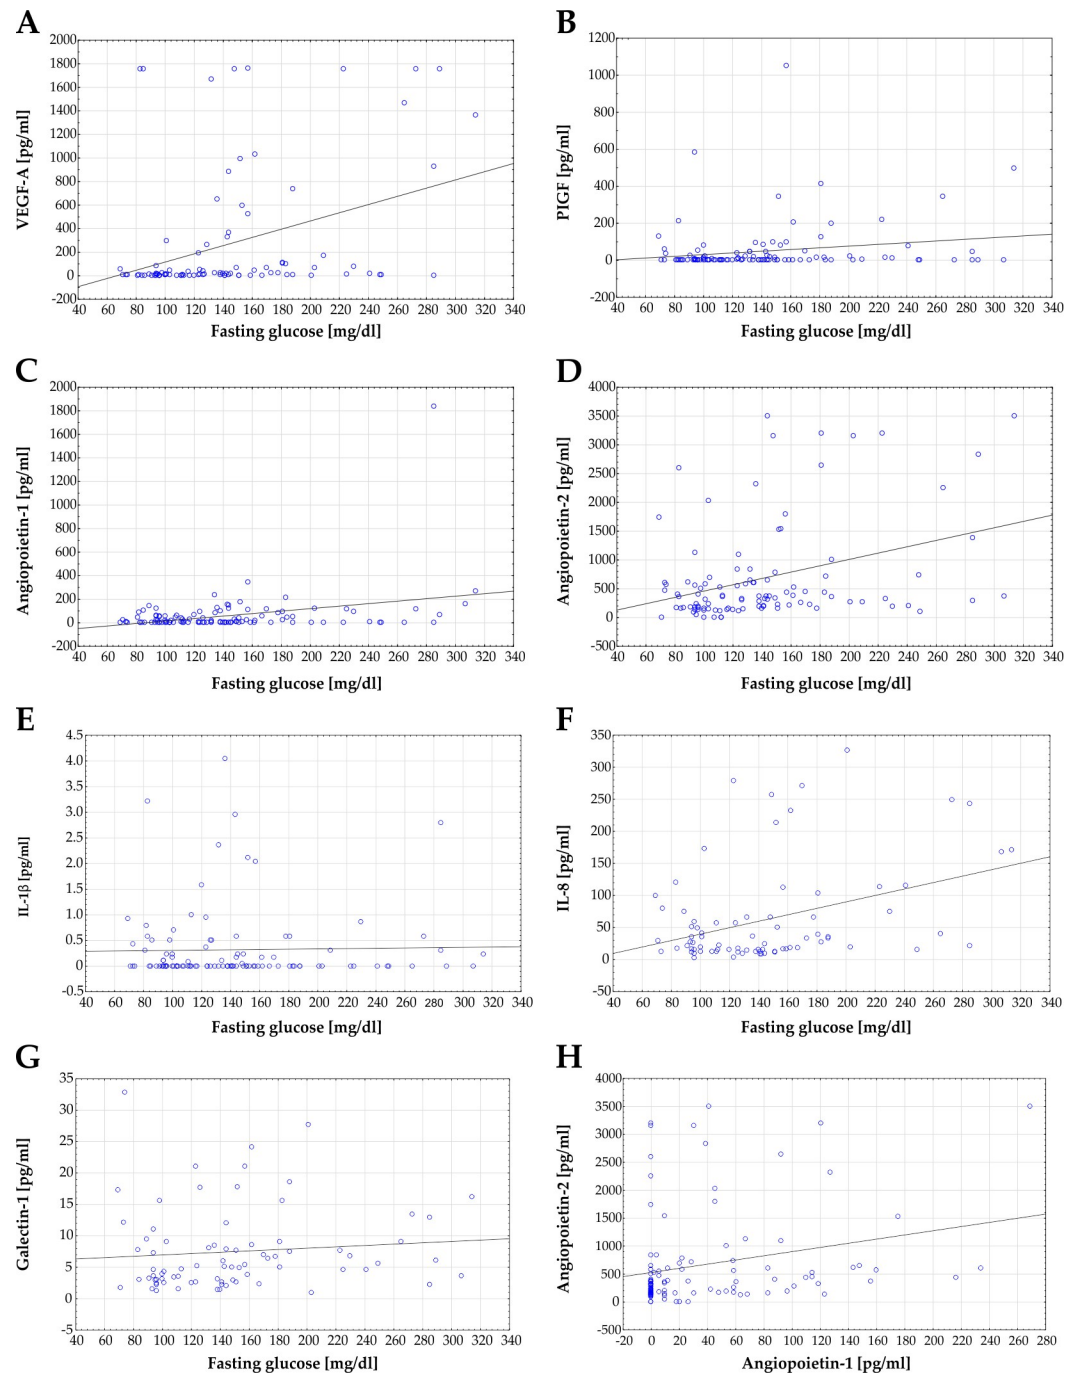 A
2000
1800
1600
1400
1200
1000
800
600
400
200
0
-200
VEGF-A [pg/ml]
40 60 80 100 120 140 160 180 200 220 240 260 280 300 320 340
Fasting glucose [mg/dl]
B
1200
1000
800
600
400
200
0
-200
PIGF [pg/ml]
40 60 80 100 120 140 160 180 200 220 240 260 280 300 320 340
Fasting glucose [mg/dl]
C
2000
1800
1600
1400
1200
1000
800
600
400
200
0
-200
Angiopoietin-1 [pg/ml]
40 60 80 100 120 140 160 180 200 220 240 260 280 300 320 340
Fasting glucose [mg/dl]
D
4000
3500
3000
2500
2000
1500
1000
500
0
-500
Angiopoietin-2 [pg/ml]
40 60 80 100 120 140 160 180 200 220 240 260 280 300 320 340
Fasting glucose [mg/dl]
E
4.5
4.0
3.5
3.0
2.5
2.0
1.5
1.0
0.5
0.0
-0.5
IL-1β [pg/ml]
40 60 80 100 120 140 160 180 200 220 240 260 280 300 320 340
Fasting glucose [mg/dl]
F
350
300
250
200
150
100
50
0
-50
IL-8 [pg/ml]
40 60 80 100 120 140 160 180 200 220 240 260 280 300 320 340
Fasting glucose [mg/dl]
G
35
30
25
20
15
10
5
0
-5
Galectin-1 [pg/ml]
40 60 80 100 120 140 160 180 200 220 240 260 280 300 320 340
Fasting glucose [mg/dl]
H
4000
3500
3000
2500
2000
1500
1000
500
0
-500
Angiopoietin-2 [pg/ml]
-20 0 20 40 60 80 100 120 140 160 180 200 220 240 260 280
Angiopoietin-1 [pg/ml]